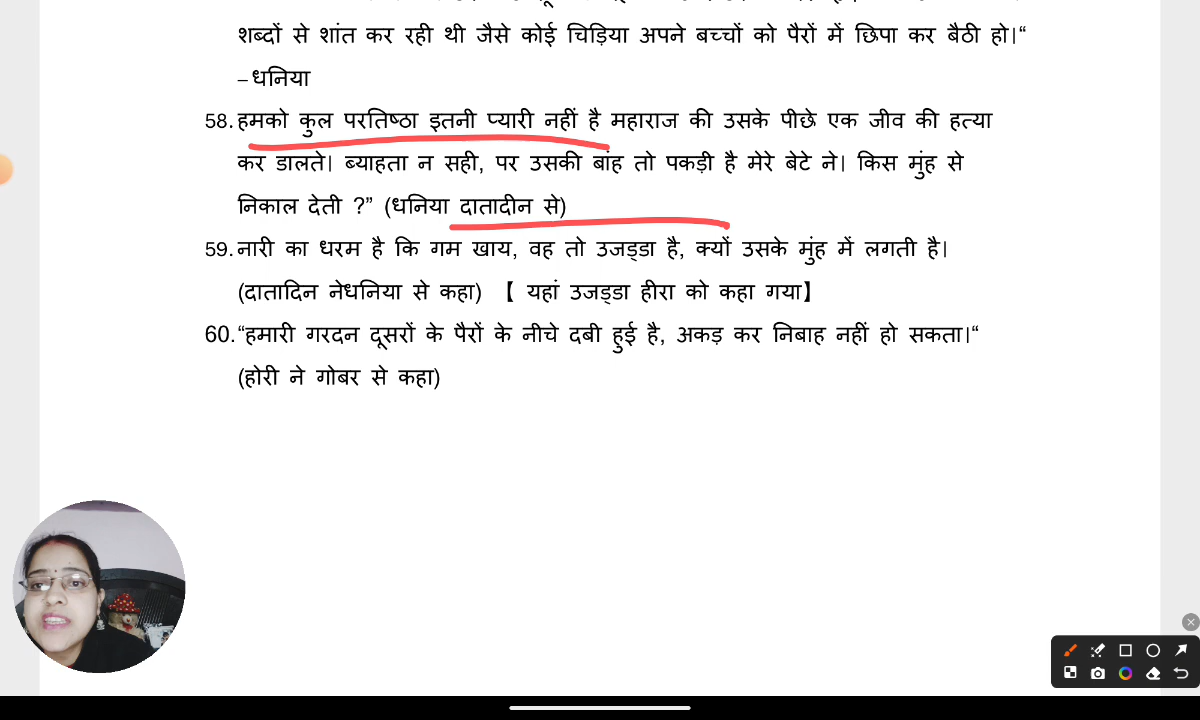 शब्दों से शांत कर रही थी जैसे कोई चिड़िया अपने बच्चों को पैरों में छिपा कर बैठी हो।“
–धनिया
58. हमको कुल परतिष्ठा इतनी प्यारी नहीं है महाराज की उसके पीछे एक जीव की हत्या
कर डालते। ब्याहता न सही, पर उसकी बांह तो पकड़ी है मेरे बेटे ने। किस मुंह से
निकाल देती ?” (धनिया दातादीन से)
59. नारी का धरम है कि गम खाय, वह तो उजड्डा है, क्यों उसके मुंह में लगती है।
(दातादिन नेधनिया से कहा) 【 यहां उजड्डा हीरा को कहा गया】
60. “हमारी गरदन दूसरों के पैरों के नीचे दबी हुई है, अकड़ कर निबाह नहीं हो सकता।“
(होरी ने गोबर से कहा)